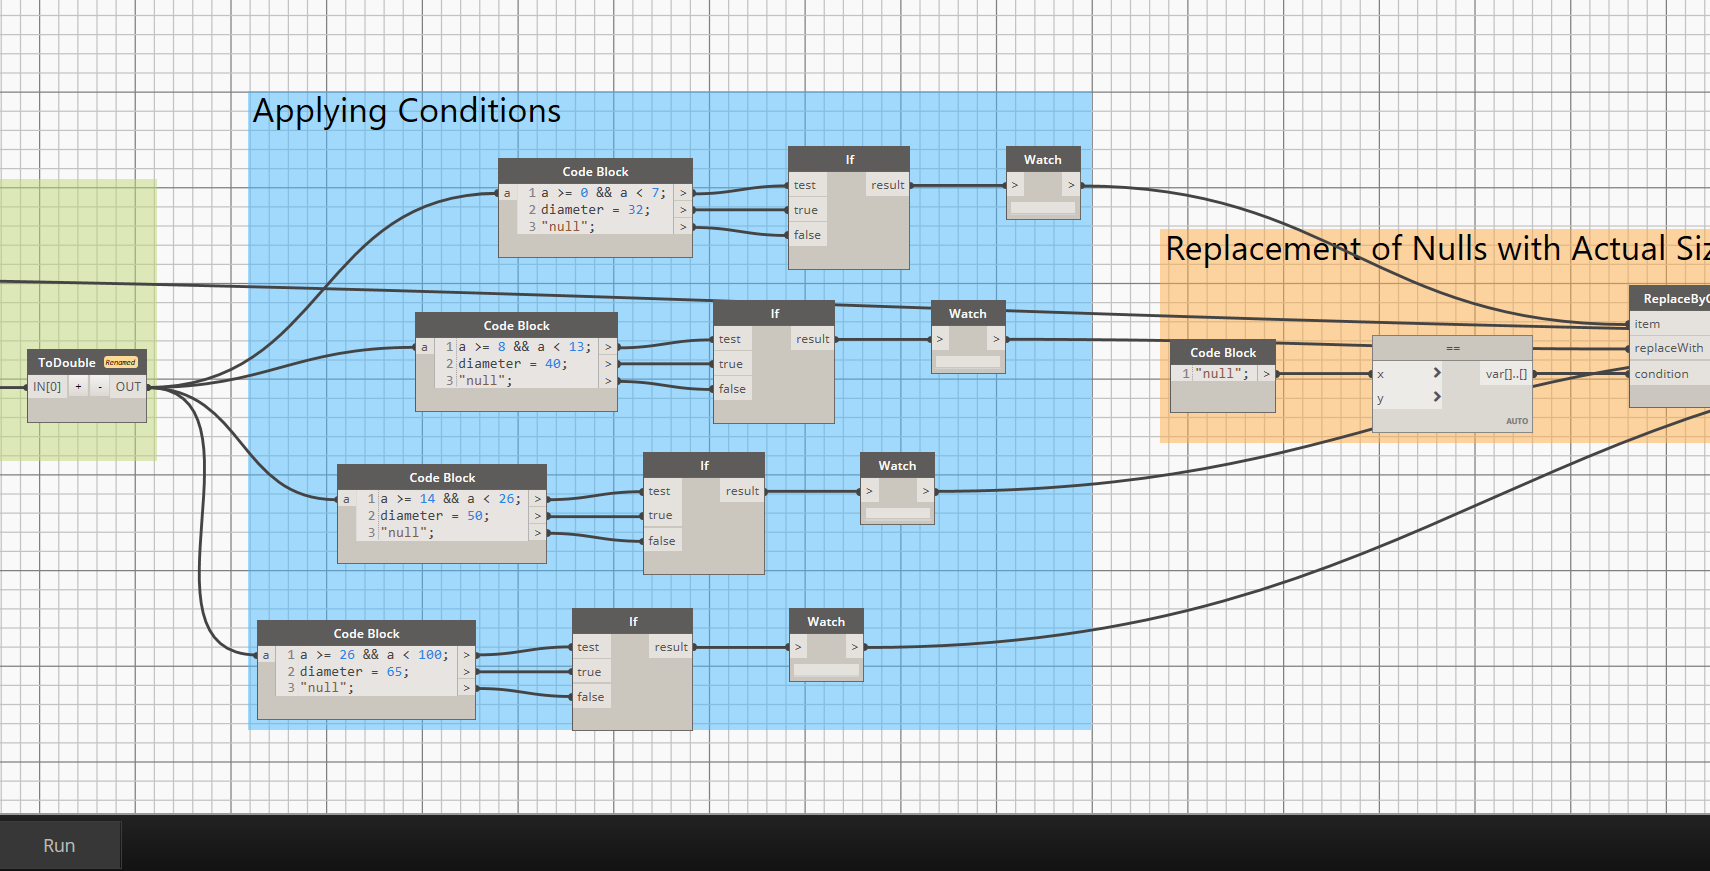 Applying Conditions
Code Block
a
1 a >= 0 && a < 7; >
2 diameter = 32; >
3 "null"; >
If
test result
true
false
Watch
> >
Replacement of Nulls with Actual Siz
ToDouble Renamed
IN[0] + - OUT
Code Block
a
1 a >= 8 && a < 13; >
2 diameter = 40; >
3 "null"; >
If
test result
true
false
Watch
> >
Code Block
1 "null"; >
==
x > var[]..[]
y >
AUTO
ReplaceByC
item
replaceWith
condition
Code Block
a
1 a >= 14 && a < 26; >
2 diameter = 50; >
3 "null"; >
If
test result
true
false
Watch
> >
Code Block
a
1 a >= 26 && a < 100; >
2 diameter = 65; >
3 "null"; >
If
test result
true
false
Watch
> >
Run